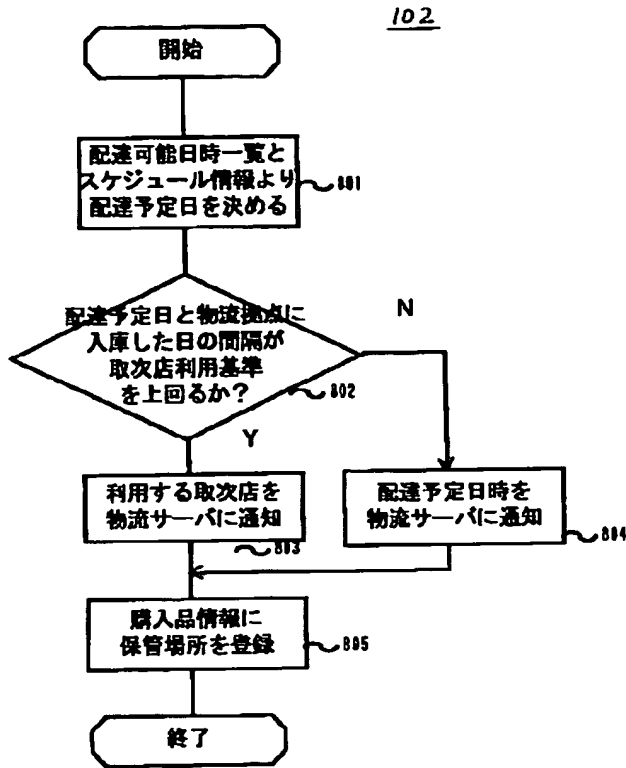 102
開始
配達可能日時一覧と
スケジュール情報より
配達予定日を決める
801
配達予定日と物流拠点に
入庫した日の間隔が
取次店利用基準
を上回るか？
802
N
Y
利用する取次店を
物流サーバに通知
803
配達予定日時を
物流サーバに通知
804
購入品情報に
保管場所を登録
805
終了